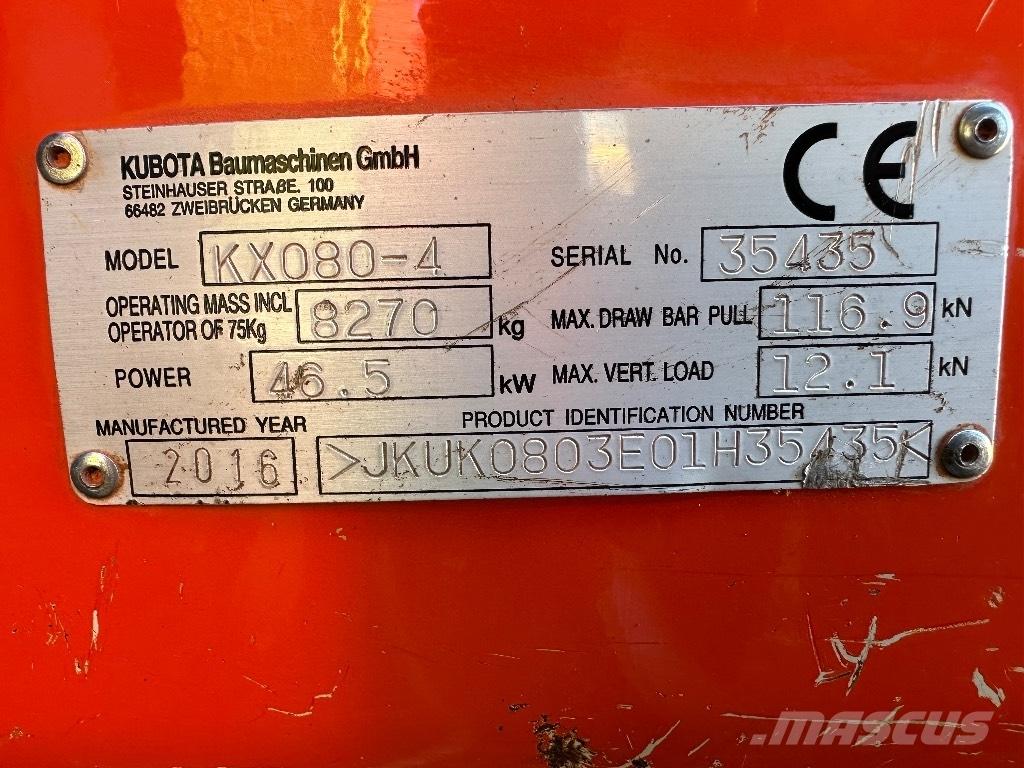 KUBOTA Baumaschinen GmbH
STEINHAUSER STRAßE. 100
66482 ZWEIBRÜCKEN GERMANY
CE
MODEL KX080-4 SERIAL No. 35435
OPERATING MASS INCL
OPERATOR OF 75Kg 8270 kg MAX. DRAW BAR PULL 116.9 kN
POWER 46.5 kW MAX. VERT. LOAD 12.1 kN
MANUFACTURED YEAR PRODUCT IDENTIFICATION NUMBER
2016 >JKUK0803E01H35435<
MASCUS